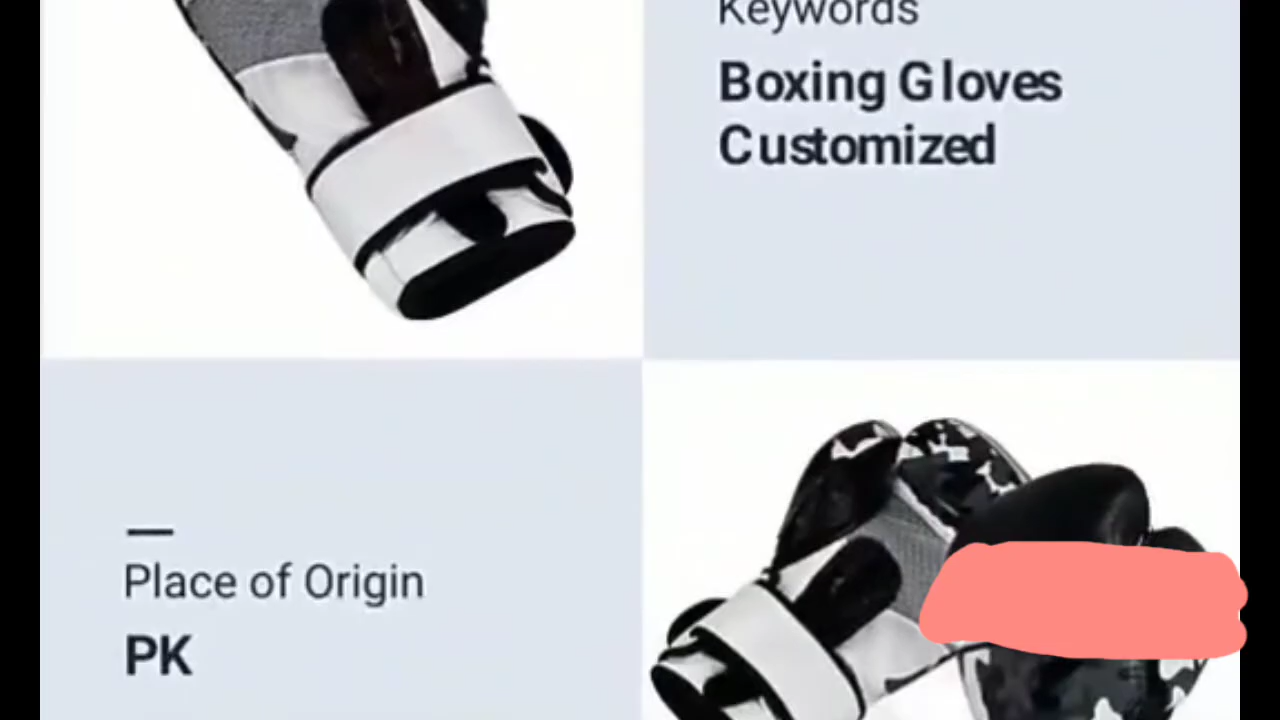 Keywords
Boxing Gloves
Customized
Place of Origin
PK